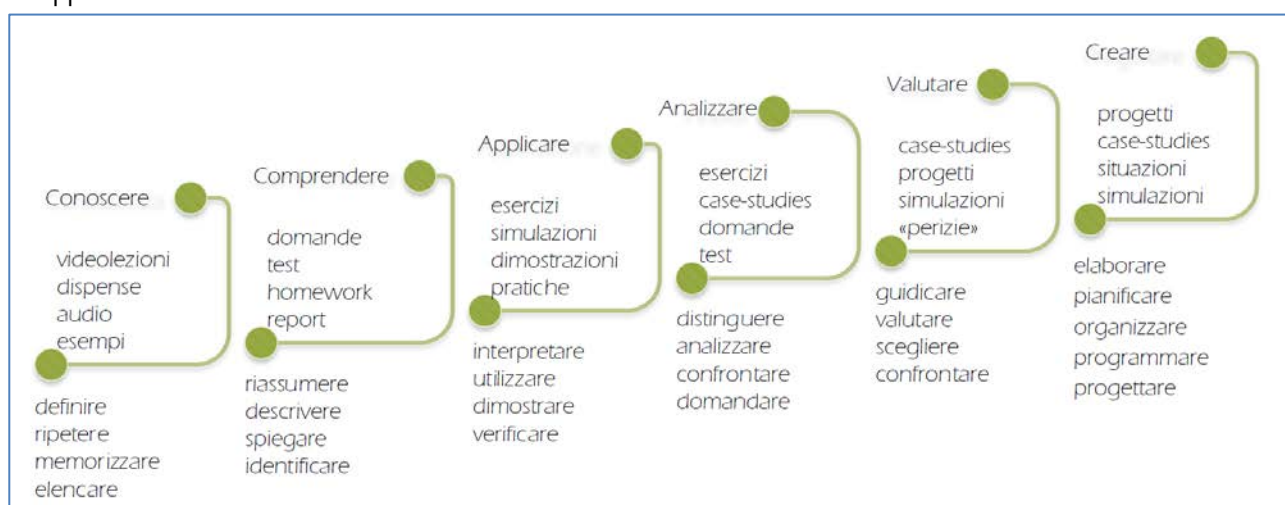 Conoscere
videolezioni
dispense
audio
esempi
definire
ripetere
memorizzare
elencare
Comprendere
domande
test
homework
report
riassumere
descrivere
spiegare
identificare
Applicare
esercizi
simulazioni
dimostrazioni
pratiche
interpretare
utilizzare
dimostrare
verificare
Analizzare
esercizi
case-studies
domande
test
distinguere
analizzare
confrontare
domandare
Valutare
case-studies
progetti
simulazioni
«perizie»
guidicare
valutare
scegliere
confrontare
Creare
progetti
case-studies
situazioni
simulazioni
elaborare
pianificare
organizzare
programmare
progettare